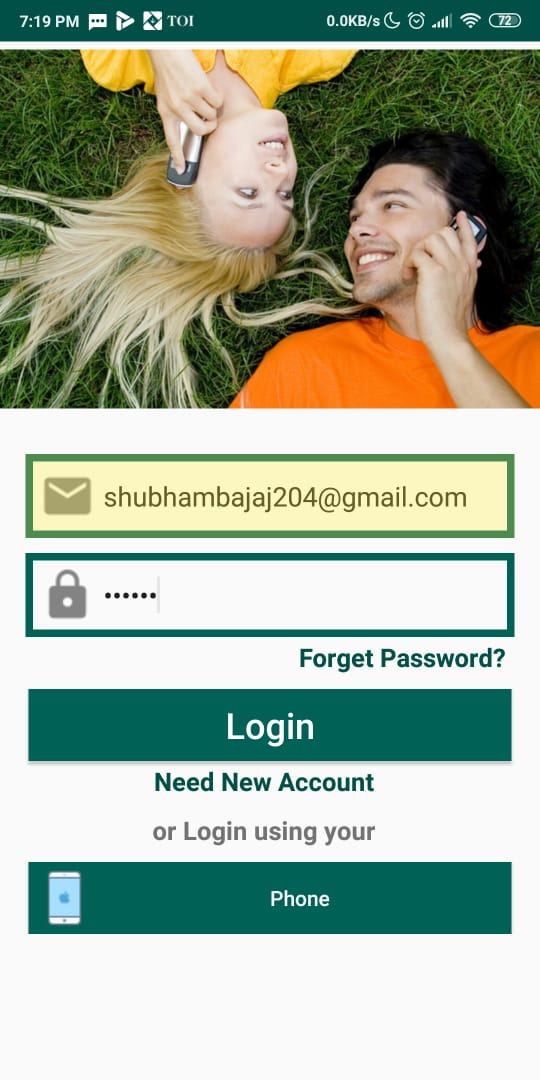 7:19 PM TOI 0.0KB/s 72
shubhambajaj204@gmail.com
••••••
Forget Password?
Login
Need New Account
or Login using your
Phone